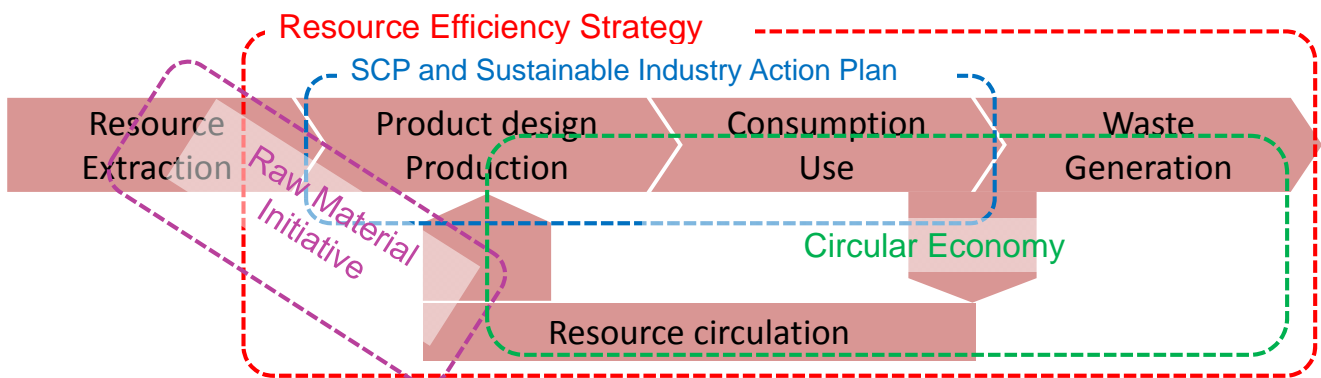 Resource Efficiency Strategy
SCP and Sustainable Industry Action Plan
Resource
Extraction
Product design
Production
Consumption
Use
Waste
Generation
Raw Material
Initiative
Circular Economy
Resource circulation